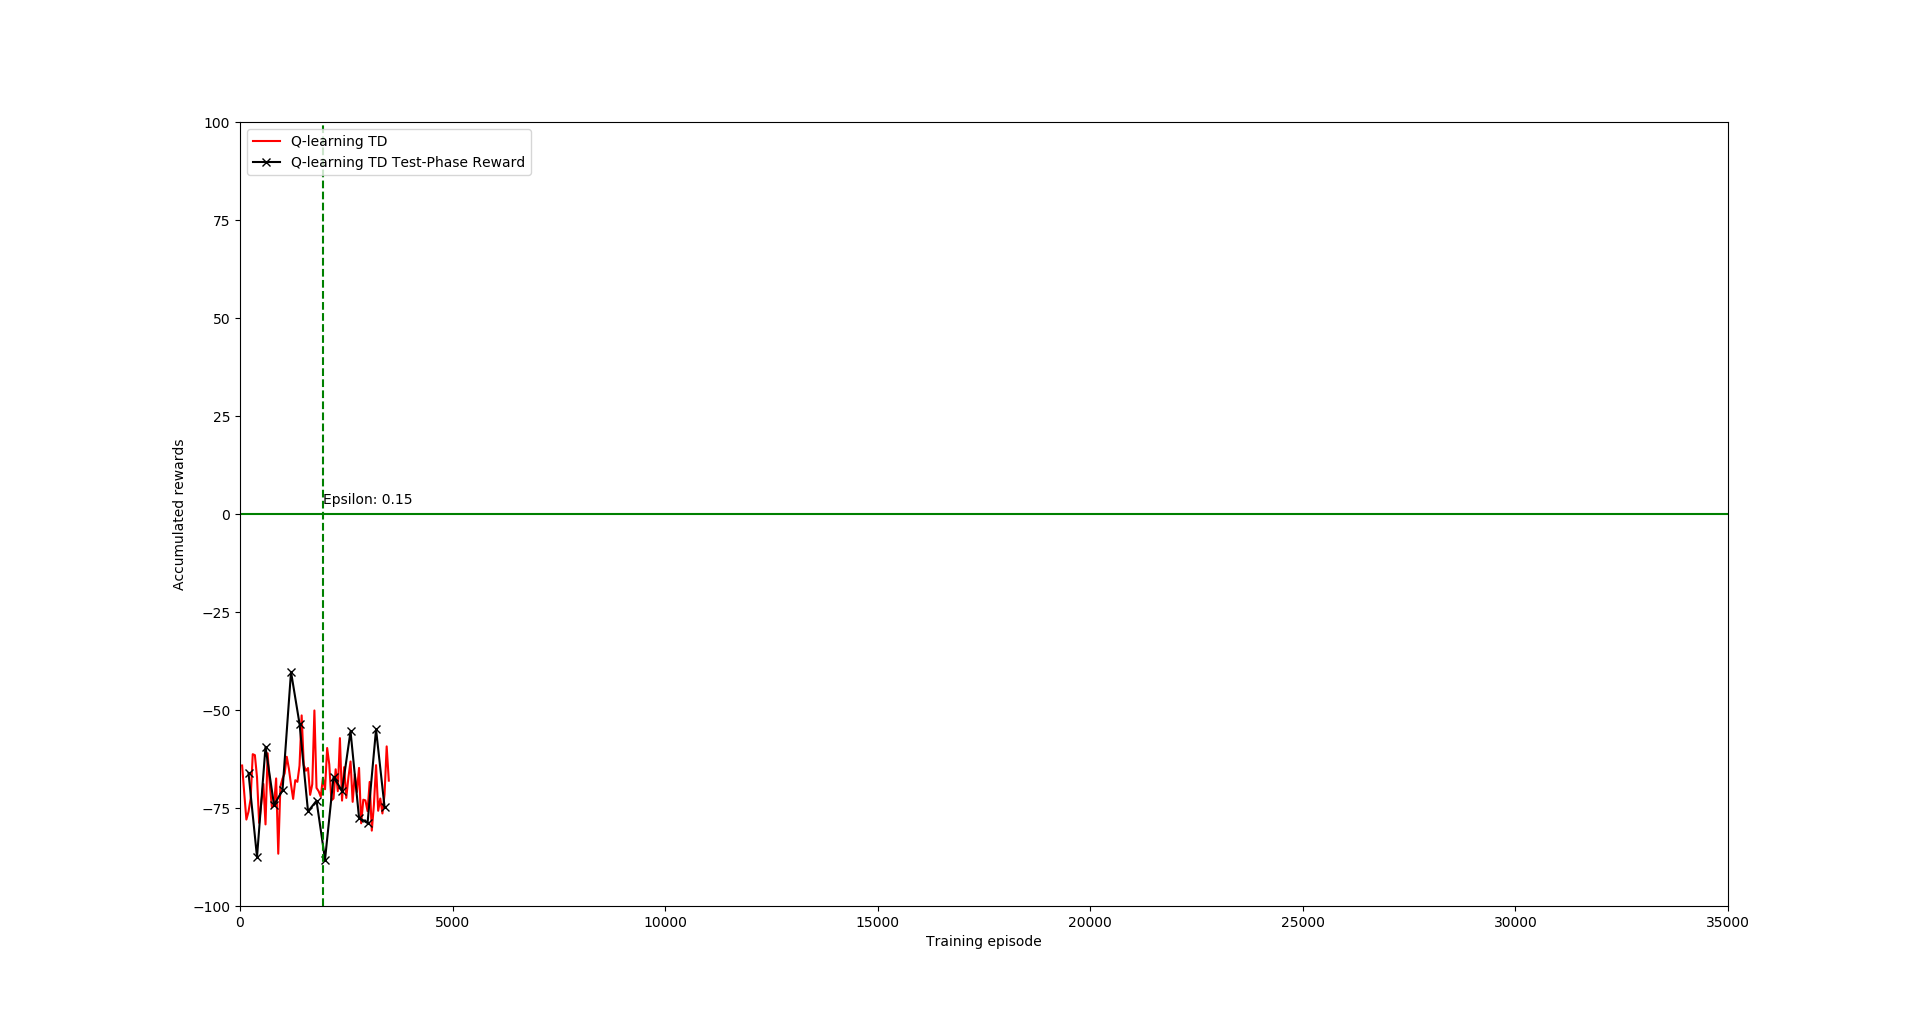 Q-learning TD
Q-learning TD Test-Phase Reward
100
75
50
25
0
−25
−50
−75
−100
Accumulated rewards
Epsilon: 0.15
0 5000 10000 15000 20000 25000 30000 35000
Training episode